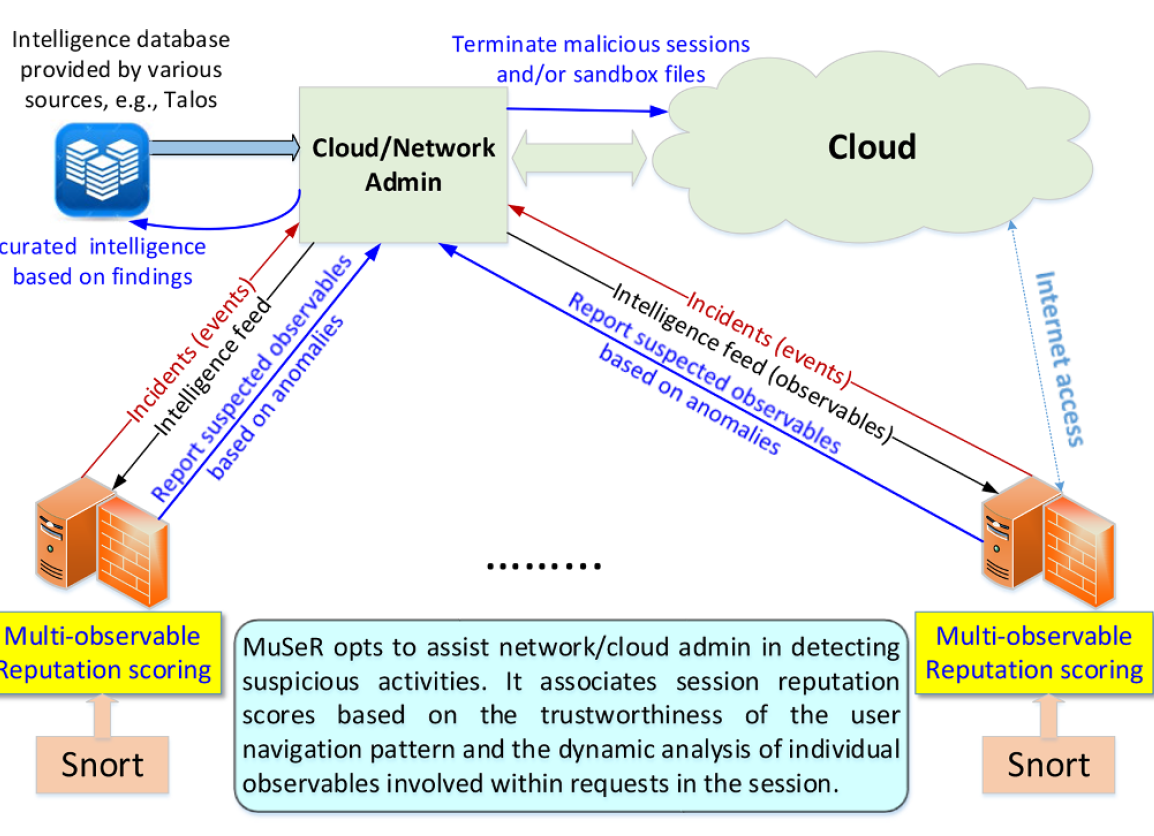 Intelligence database
provided by various
sources, e.g., Talos
Terminate malicious sessions
and/or sandbox files
Cloud/Network
Admin
Cloud
curated intelligence
based on findings
Incidents (events)
Intelligence feed
Report suspected observables
based on anomalies
Incidents (events)
Intelligence feed (observables)
Report suspected observables
based on anomalies
Internet access
.........
Multi-observable
Reputation scoring
Snort
MuSeR opts to assist network/cloud admin in detecting
suspicious activities. It associates session reputation
scores based on the trustworthiness of the user
navigation pattern and the dynamic analysis of individual
observables involved within requests in the session.
Multi-observable
Reputation scoring
Snort